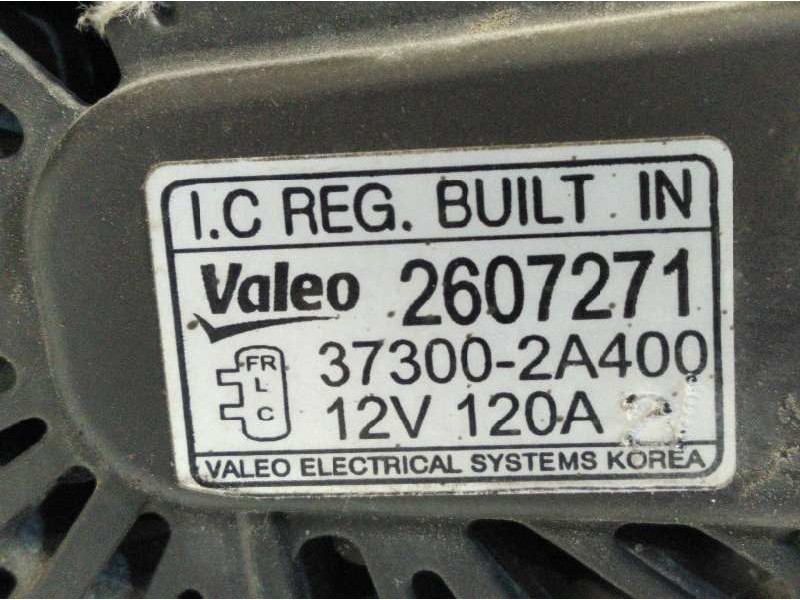 I.C REG. BUILT IN
Valeo 2607271
FR 37300-2A400
L
C 12V 120A
VALEO ELECTRICAL SYSTEMS KOREA